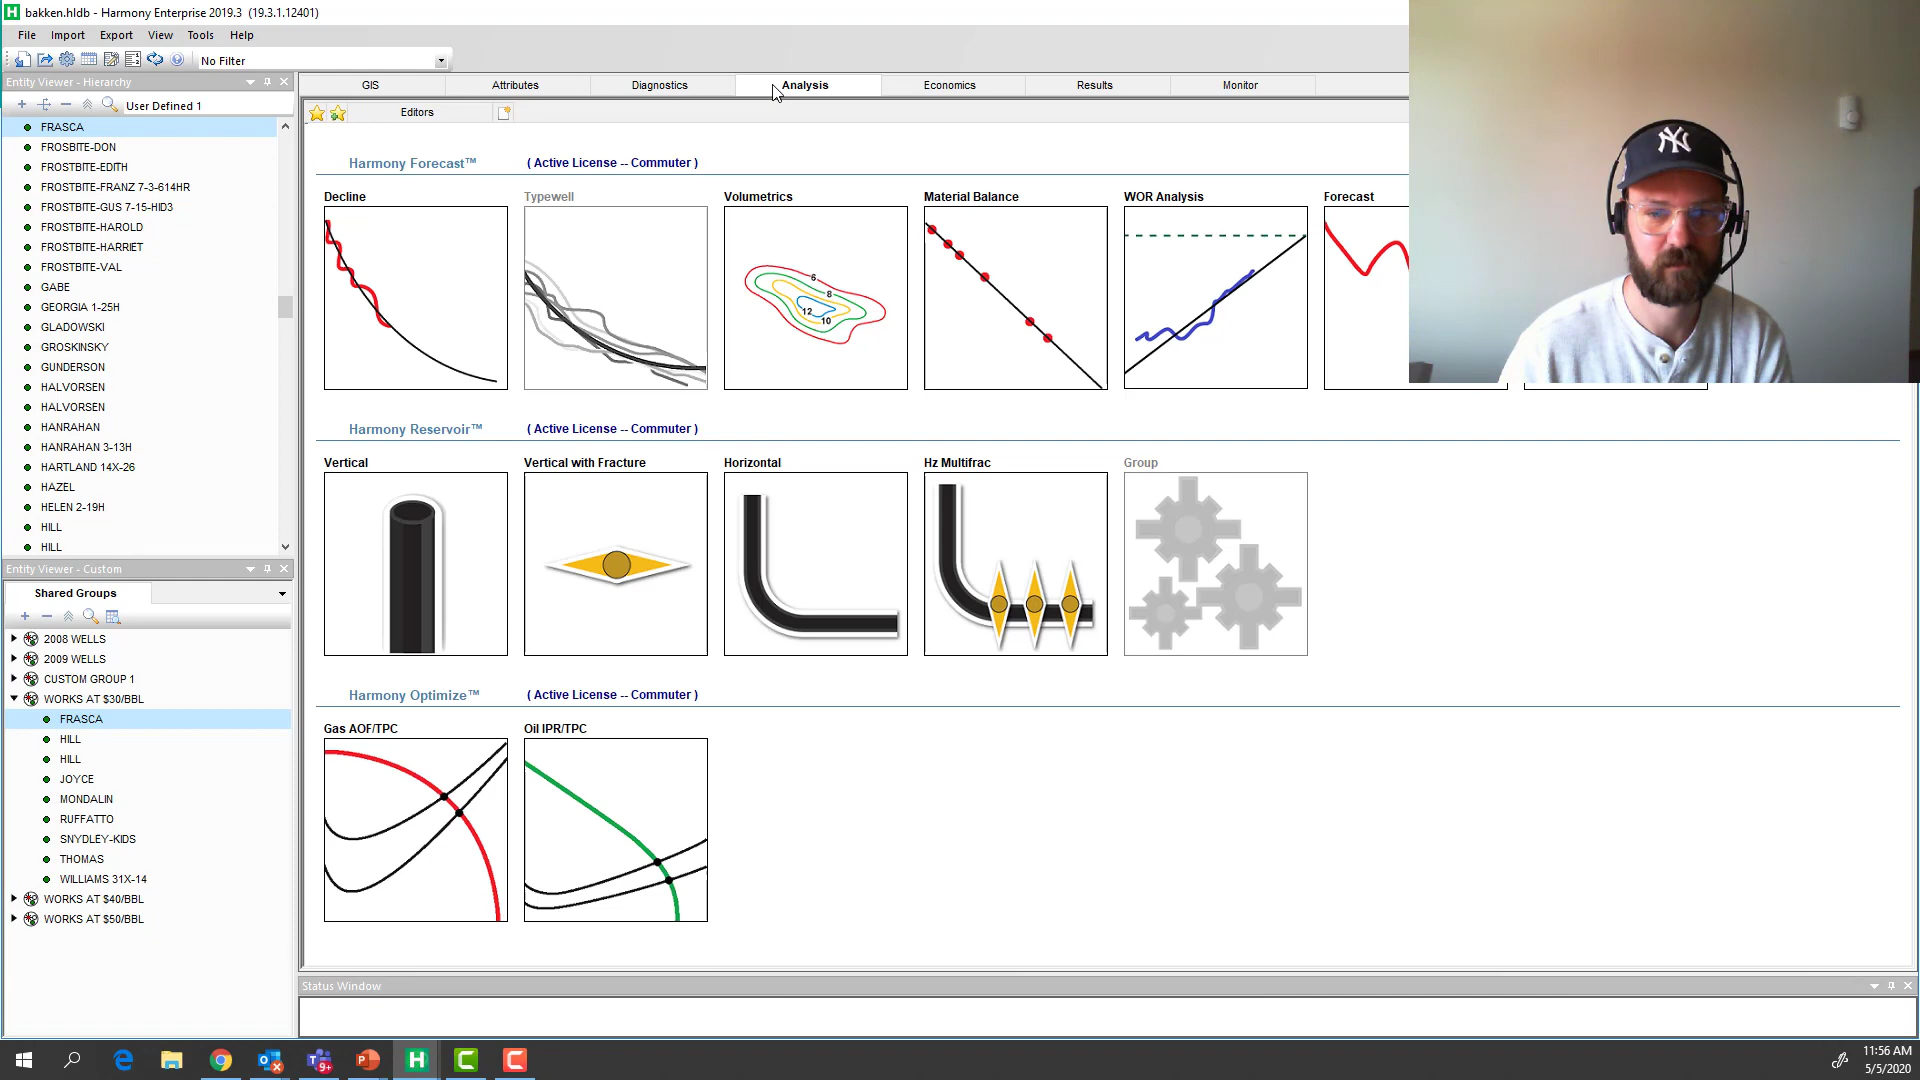 bakken.hldb - Harmony Enterprise 2019.3 (19.3.1.12401)
File Import Export View Tools Help
No Filter
Entity Viewer - Hierarchy
User Defined 1
FRASCA
FROSBITE-DON
FROSTBITE-EDITH
FROSTBITE-FRANZ 7-3-614HR
FROSTBITE-GUS 7-15-HID3
FROSTBITE-HAROLD
FROSTBITE-HARRIET
FROSTBITE-VAL
GABE
GEORGIA 1-25H
GLADOWSKI
GROSKINSKY
GUNDERSON
HALVORSEN
HALVORSEN
HANRAHAN
HANRAHAN 3-13H
HARTLAND 14X-26
HAZEL
HELEN 2-19H
HILL
HILL
Entity Viewer - Custom
Shared Groups
2008 WELLS
2009 WELLS
CUSTOM GROUP 1
WORKS AT $30/BBL
FRASCA
HILL
HILL
JOYCE
MONDALIN
RUFFATTO
SNYDLEY-KIDS
THOMAS
WILLIAMS 31X-14
WORKS AT $40/BBL
WORKS AT $50/BBL
GIS Attributes Diagnostics Analysis Economics Results Monitor
Editors
Harmony Forecast™ ( Active License -- Commuter )
Decline Typewell Volumetrics Material Balance WOR Analysis Forecast
6
8
12
10
Harmony Reservoir™ ( Active License -- Commuter )
Vertical Vertical with Fracture Horizontal Hz Multifrac Group
Harmony Optimize™ ( Active License -- Commuter )
Gas AOF/TPC Oil IPR/TPC
Status Window
9+
11:56 AM
5/5/2020